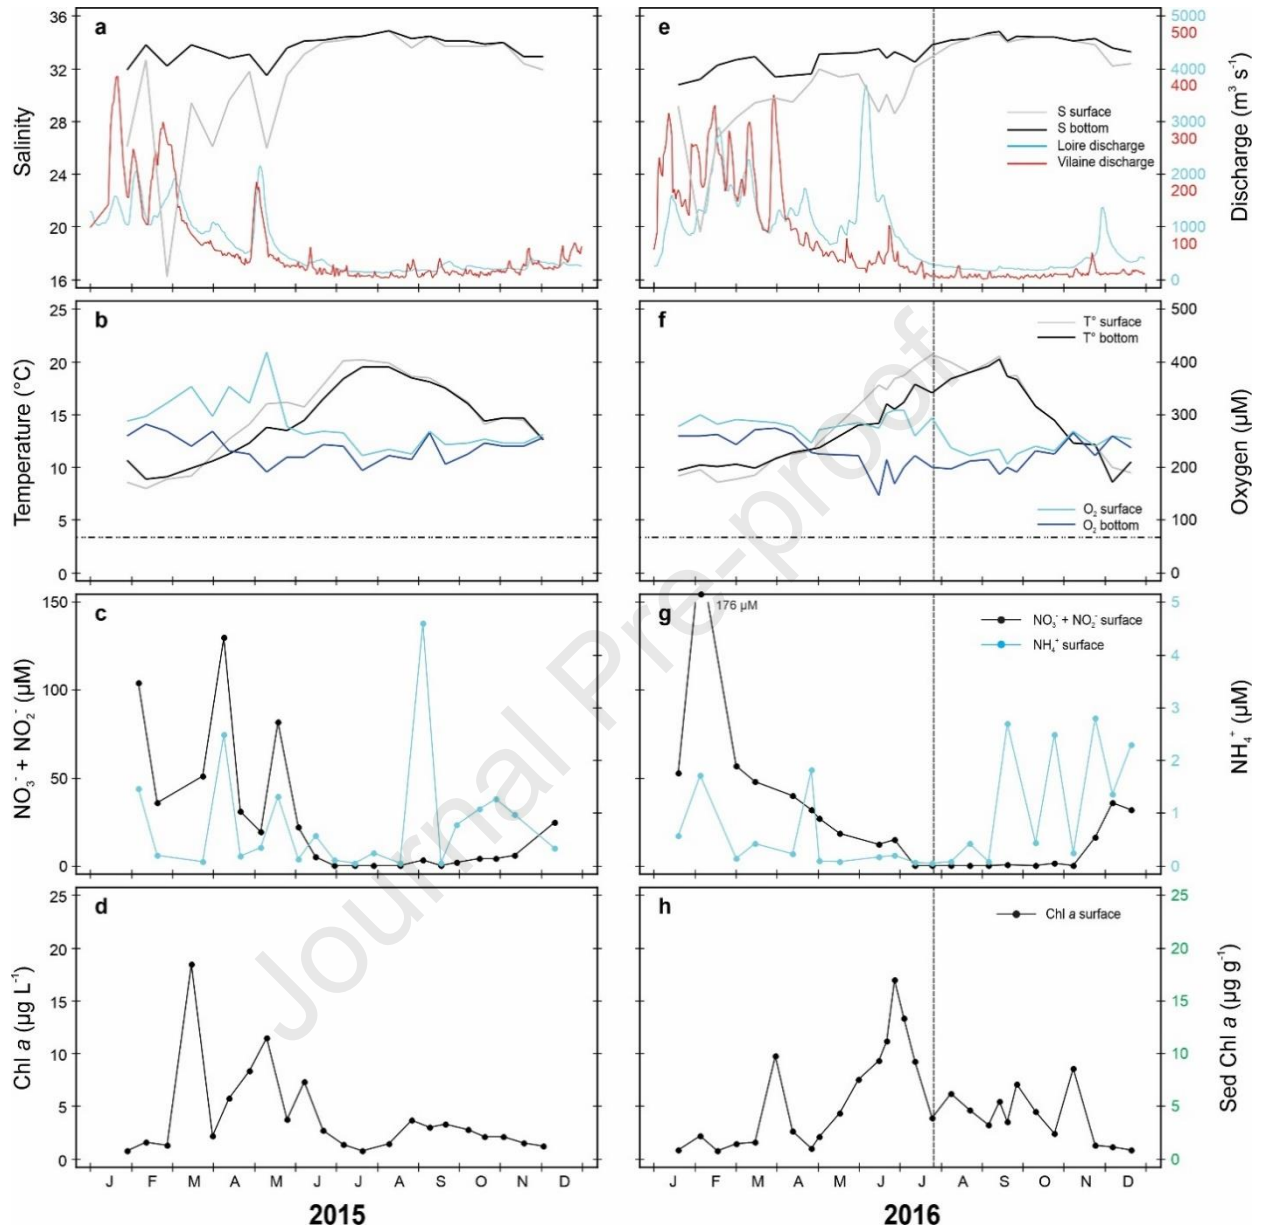 a
e
Salinity
36
32
28
24
20
16
S surface
S bottom
Loire discharge
Vilaine discharge
5000
500
4000
400
3000
300
2000
200
1000
100
0
Discharge (m³ s⁻¹)
b
f
Temperature (°C)
25
20
15
10
5
0
T° surface
T° bottom
O₂ surface
O₂ bottom
500
400
300
200
100
0
Oxygen (µM)
c
g
NO₃⁻ + NO₂⁻ (µM)
150
100
50
0
176 µM
NO₃⁻ + NO₂⁻ surface
NH₄⁺ surface
5
4
3
2
1
0
NH₄⁺ (µM)
d
h
Chl a (µg L⁻¹)
25
20
15
10
5
0
Chl a surface
25
20
15
10
5
0
Sed Chl a (µg g⁻¹)
J F M A M J J A S O N D
J F M A M J J A S O N D
2015
2016
Journal Pre-proof